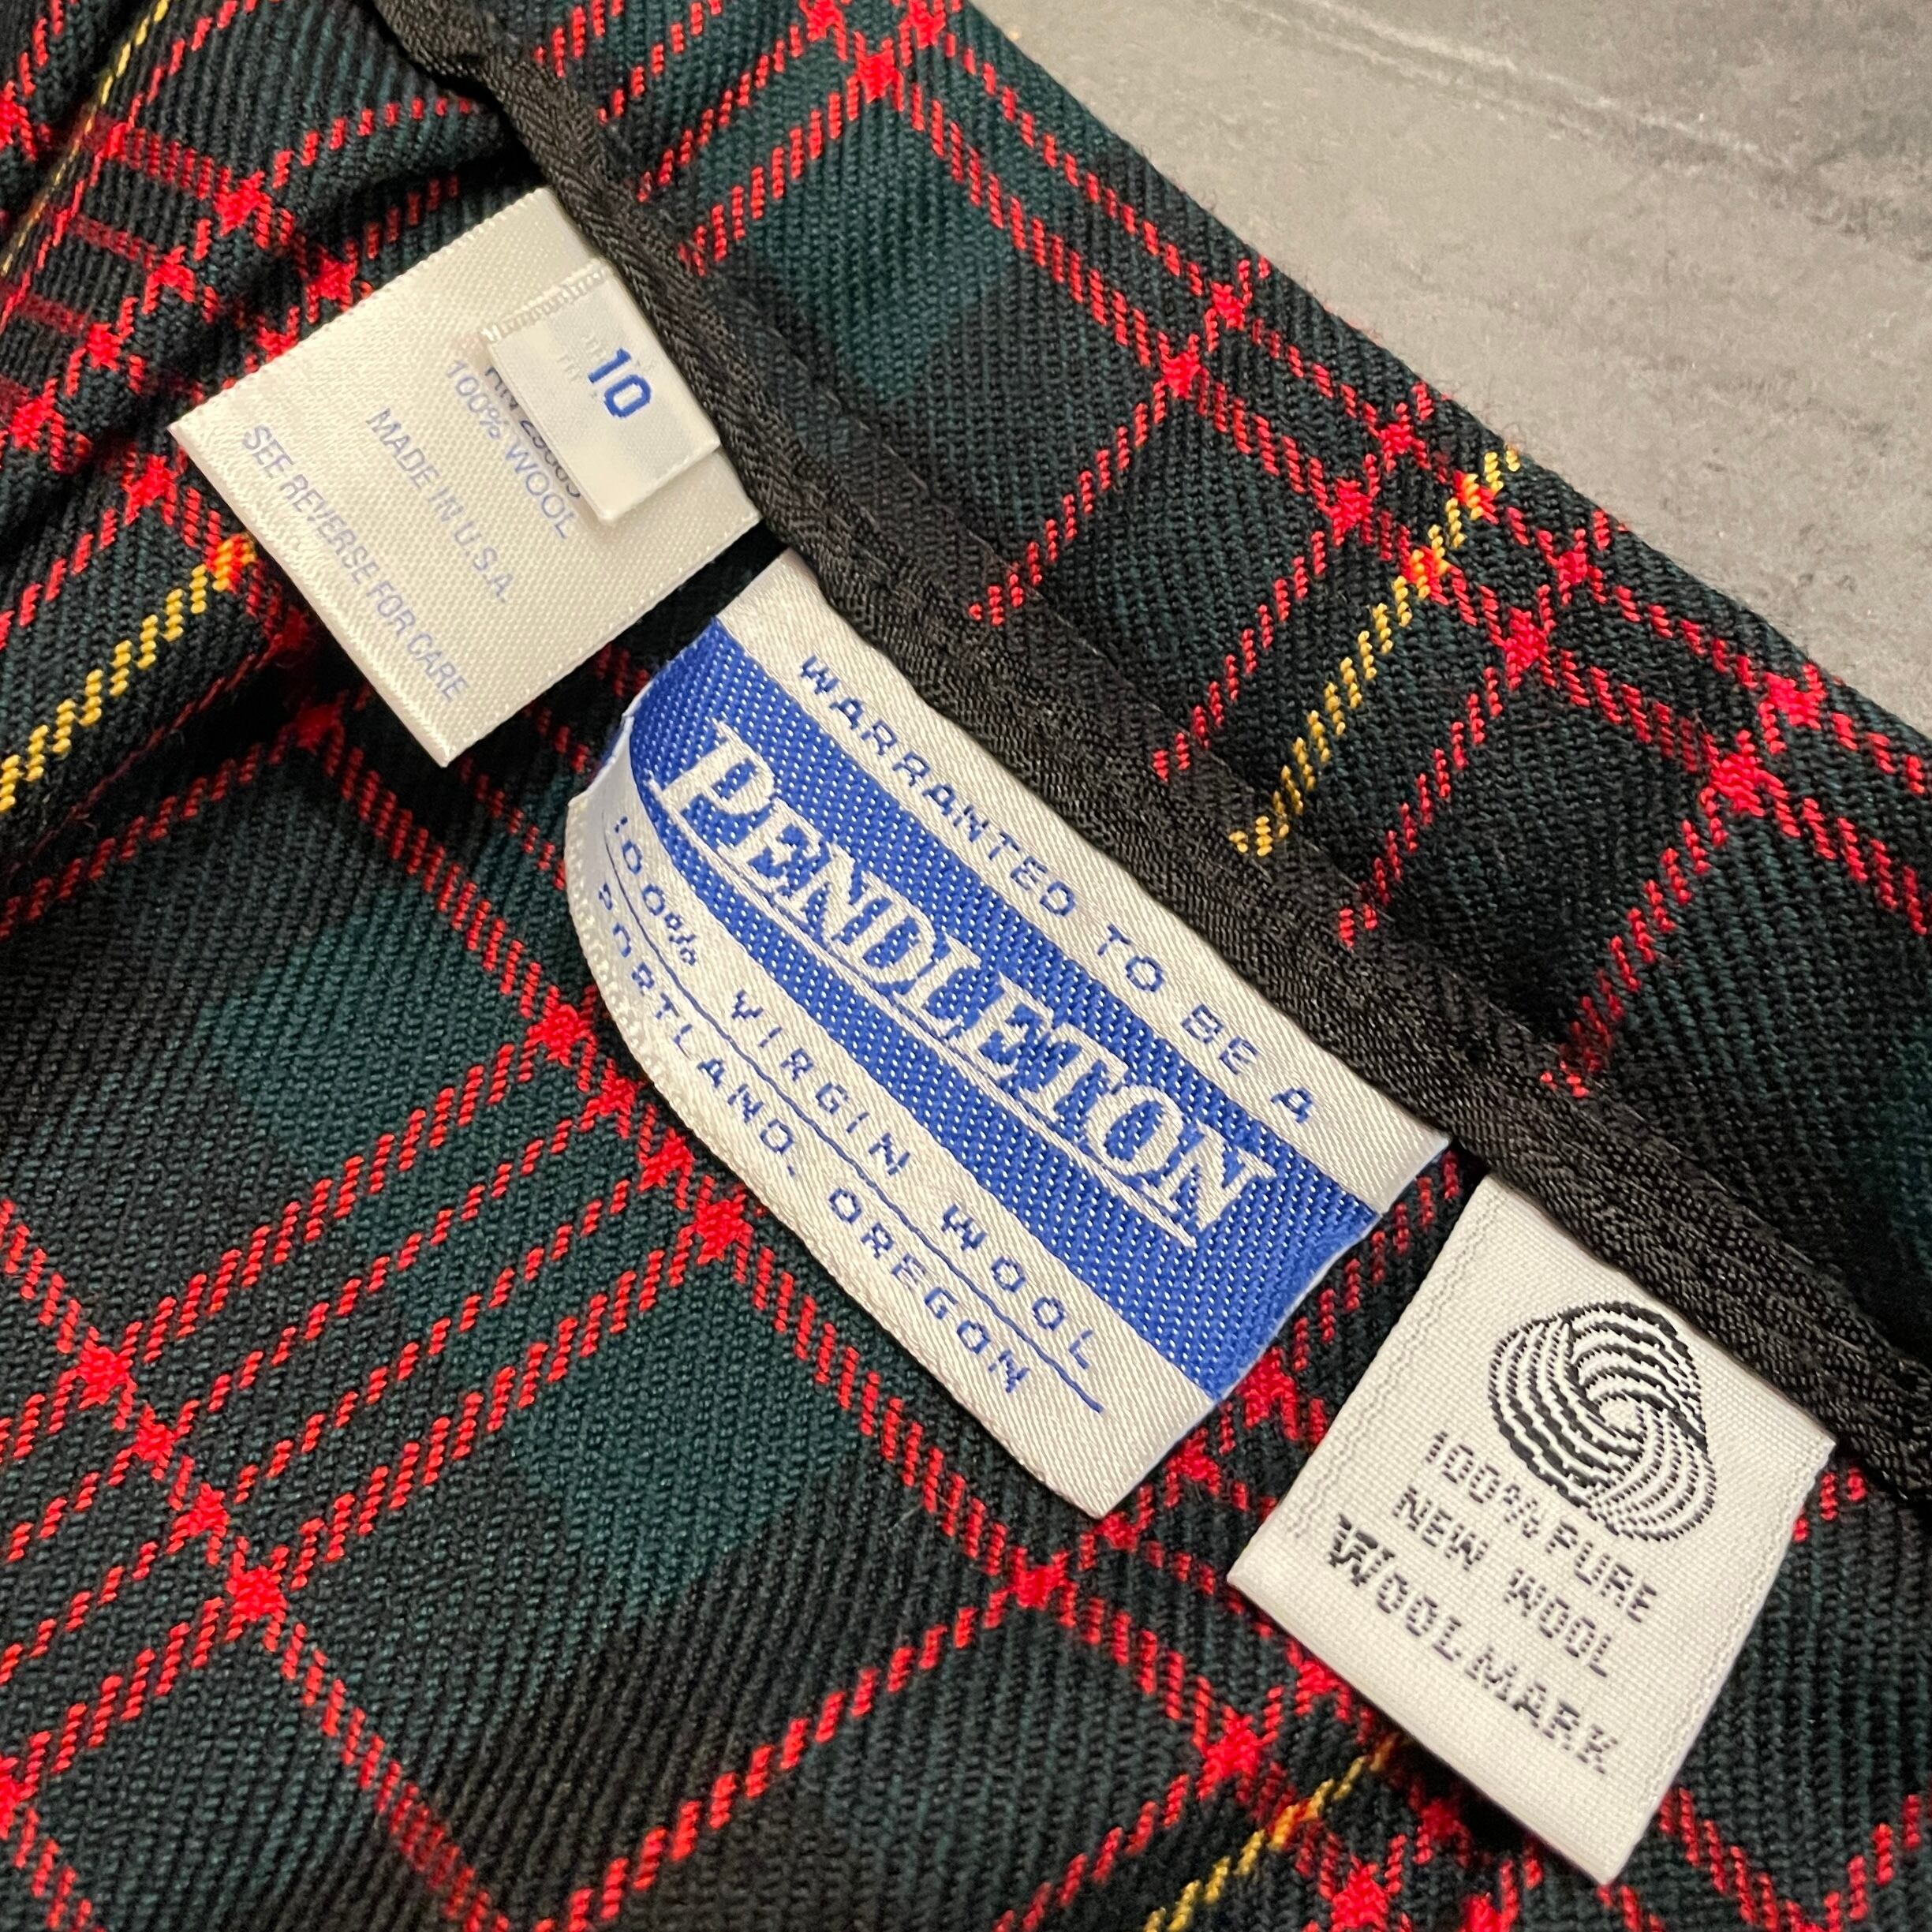 10
100% WOOL
MADE IN U.S.A.
SEE REVERSE FOR CARE
WARRANTED TO BE A
PENDLETON
100% VIRGIN WOOL
PORTLAND, OREGON
100% PURE
NEW WOOL
WOOLMARK